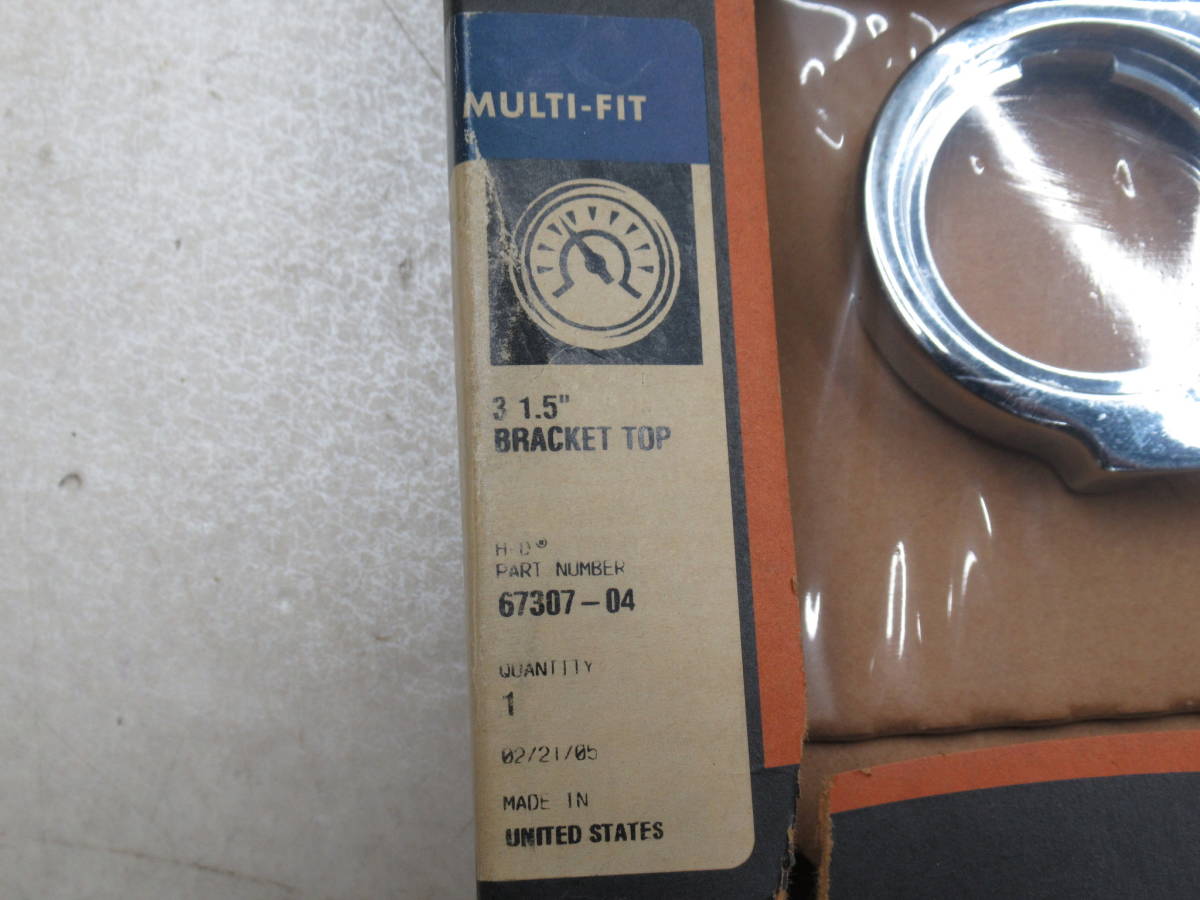 MULTI-FIT
3 1.5"
BRACKET TOP
H-D®
PART NUMBER
67307-04
QUANTITY
1
02/21/05
MADE IN
UNITED STATES